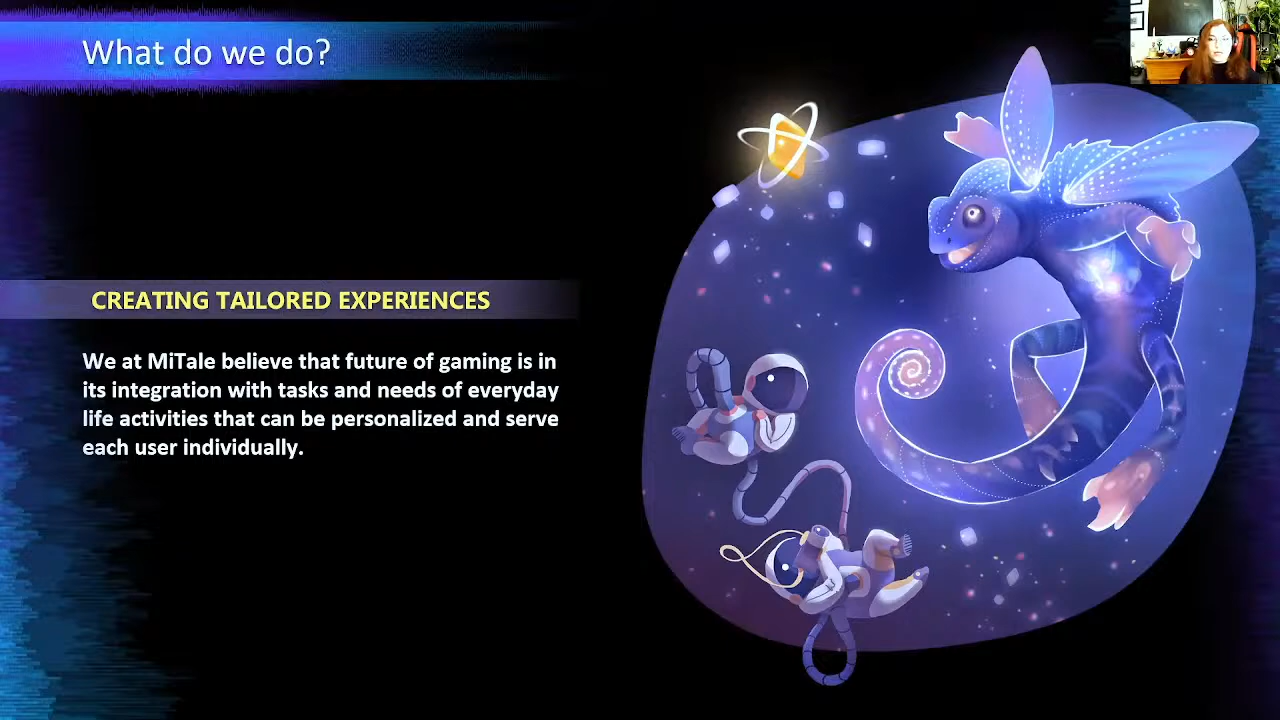 What do we do?
CREATING TAILORED EXPERIENCES
We at MiTale believe that future of gaming is in
its integration with tasks and needs of everyday
life activities that can be personalized and serve
each user individually.